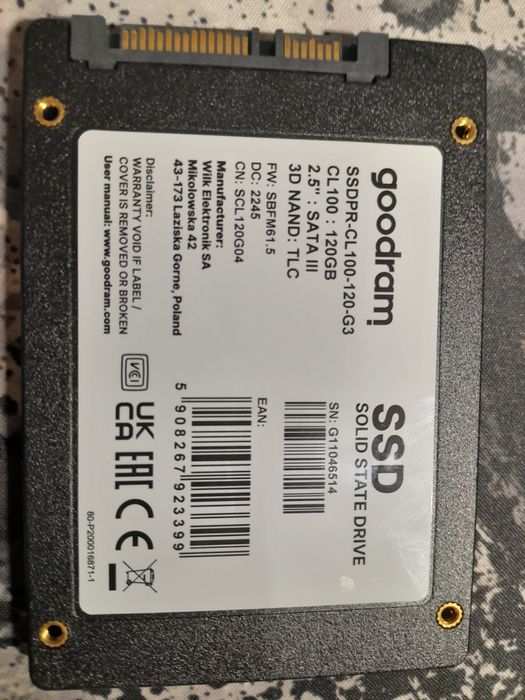 goodram
SSDPR-CL100-120-G3
CL100 : 120GB
2.5" : SATA III
3D NAND: TLC
FW: SBFM61.5
DC: 2245
CN: SCL120G04
Manufacturer:
Wilk Elektronik SA
Mikolowska 42
43-173 Laziska Gorne, Poland
Disclaimer:
WARRANTY VOID IF LABEL /
COVER IS REMOVED OR BROKEN
User manual: www.goodram.com
SSD
SOLID STATE DRIVE
SN: G11046514
EAN:
5 908267 923399
VCI
UK
CA
EAC
CE
80-P200016871-1